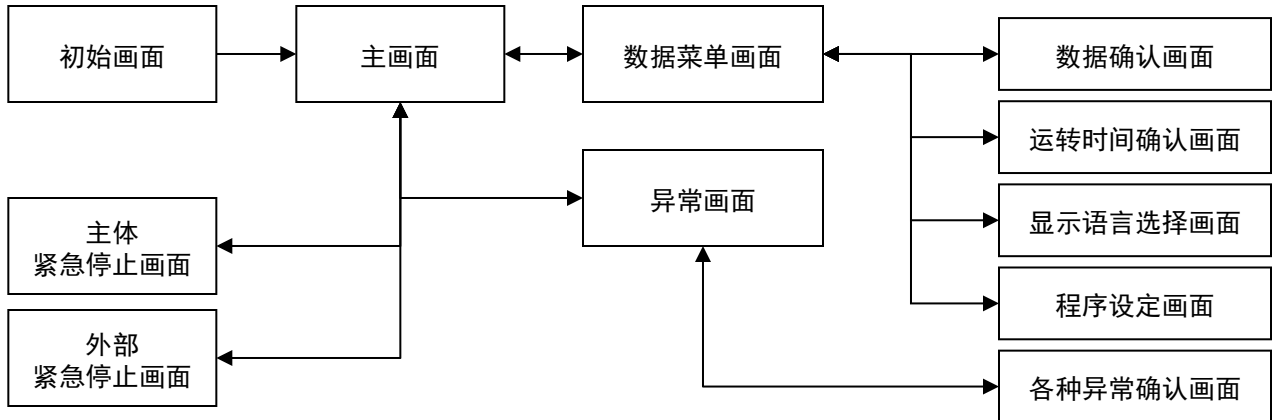 初始画面
主画面
数据菜单画面
数据确认画面
运转时间确认画面
异常画面
显示语言选择画面
主体
紧急停止画面
程序设定画面
外部
紧急停止画面
各种异常确认画面